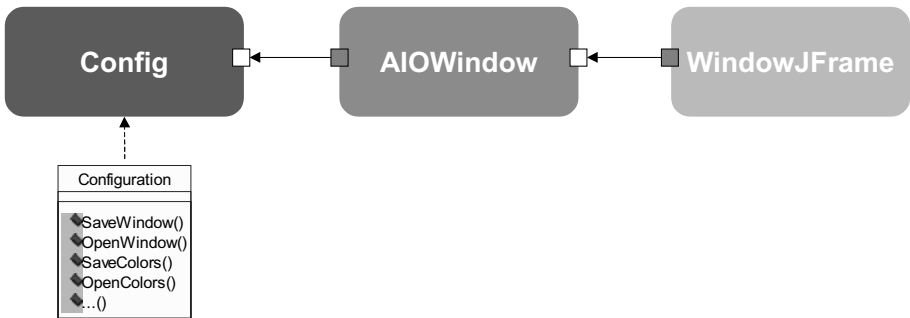 Config
AIOWindow
WindowJFrame
Configuration
SaveWindow()
OpenWindow()
SaveColors()
OpenColors()
...()